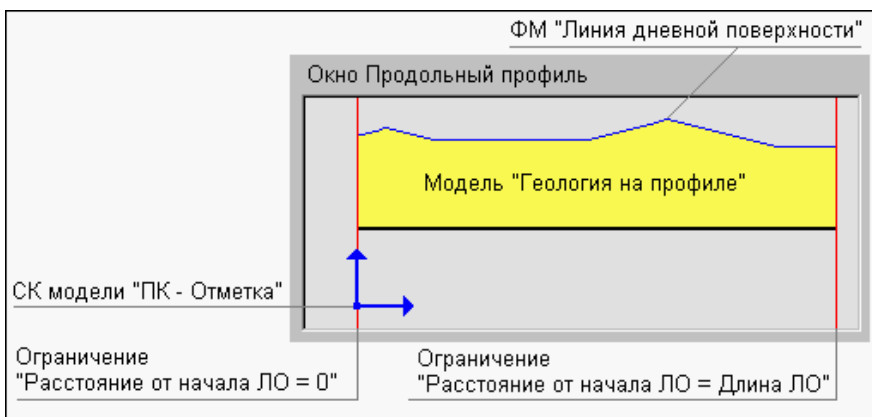 ФМ "Линия дневной поверхности"
Окно Продольный профиль
Модель "Геология на профиле"
СК модели "ПК - Отметка"
Ограничение
"Расстояние от начала ЛО = 0"
Ограничение
"Расстояние от начала ЛО = Длина ЛО"